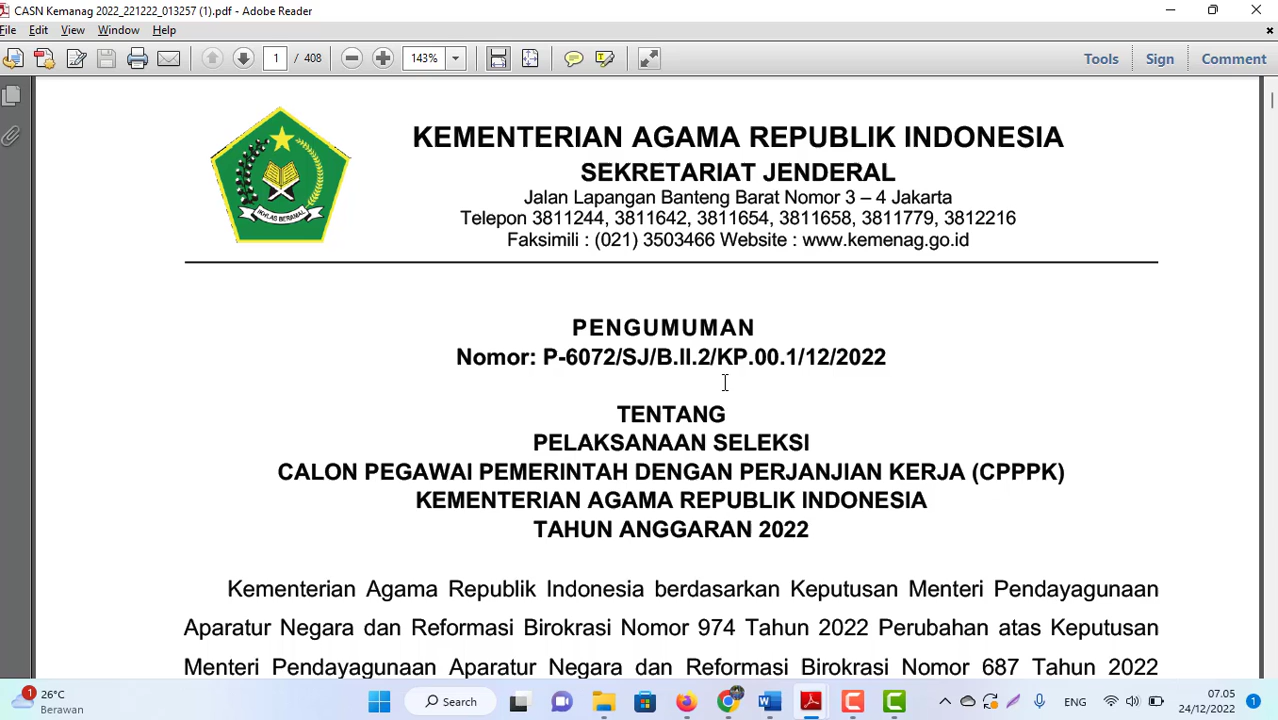 CASN Kemanag 2022_221222_013257 (1).pdf - Adobe Reader
File Edit View Window Help
1 / 408 143% Tools Sign Comment
IKHLAS BERAMAL
KEMENTERIAN AGAMA REPUBLIK INDONESIA
SEKRETARIAT JENDERAL
Jalan Lapangan Banteng Barat Nomor 3 – 4 Jakarta
Telepon 3811244, 3811642, 3811654, 3811658, 3811779, 3812216
Faksimili : (021) 3503466 Website : www.kemenag.go.id
PENGUMUMAN
Nomor: P-6072/SJ/B.II.2/KP.00.1/12/2022
TENTANG
PELAKSANAAN SELEKSI
CALON PEGAWAI PEMERINTAH DENGAN PERJANJIAN KERJA (CPPPK)
KEMENTERIAN AGAMA REPUBLIK INDONESIA
TAHUN ANGGARAN 2022
Kementerian Agama Republik Indonesia berdasarkan Keputusan Menteri Pendayagunaan
Aparatur Negara dan Reformasi Birokrasi Nomor 974 Tahun 2022 Perubahan atas Keputusan
Menteri Pendayagunaan Aparatur Negara dan Reformasi Birokrasi Nomor 687 Tahun 2022
1 26°C Search ENG 07.05
Berawan 24/12/2022 1